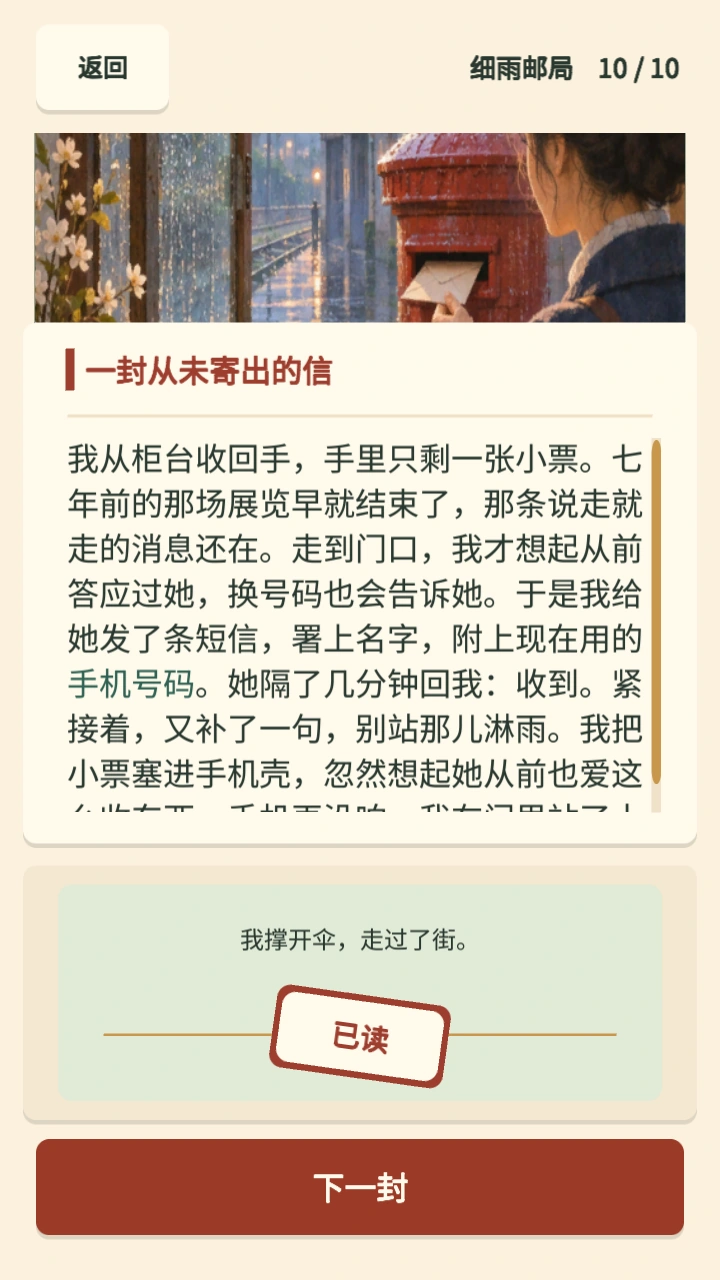 返回
细雨邮局 10 / 10
一封从未寄出的信
我从柜台收回手，手里只剩一张小票。七
年前的那场展览早就结束了，那条说走就
走的消息还在。走到门口，我才想起从前
答应过她，换号码也会告诉她。于是我给
她发了条短信，署上名字，附上现在用的
手机号码。她隔了几分钟回我：收到。紧
接着，又补了一句，别站那儿淋雨。我把
小票塞进手机壳，忽然想起她从前也爱这
我撑开伞，走过了街。
已读
下一封